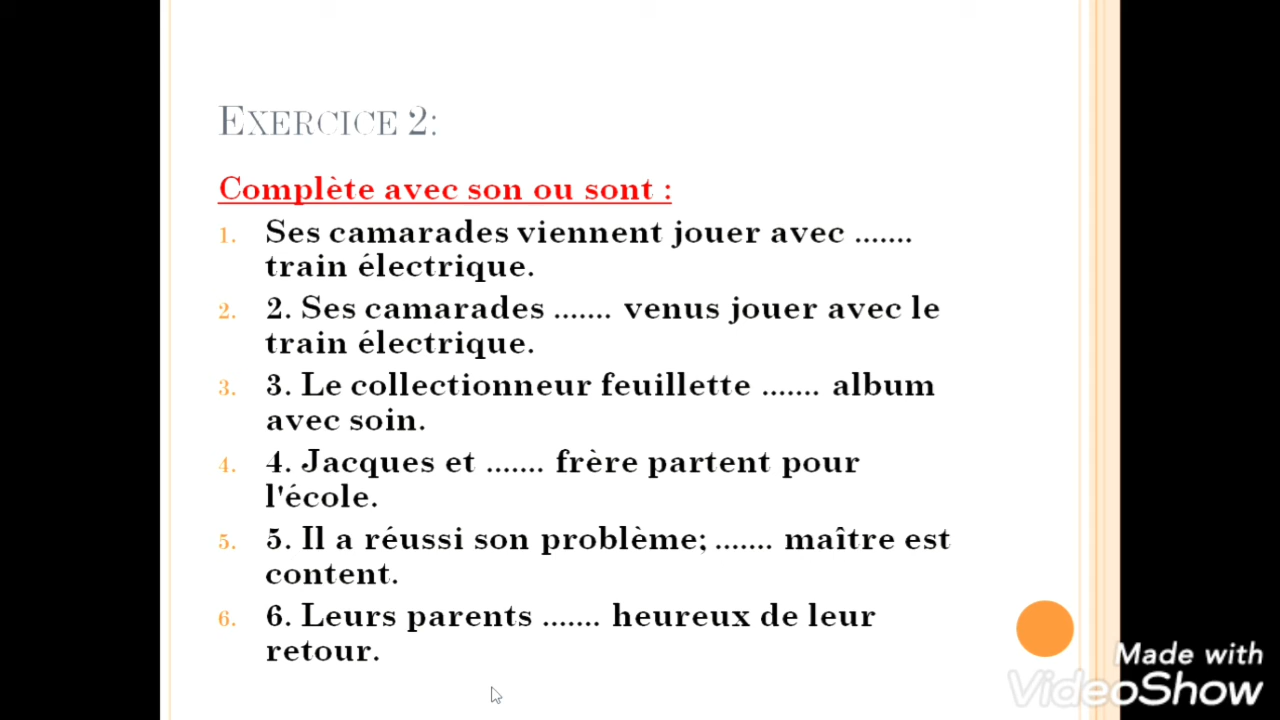 EXERCICE 2:
Complète avec son ou sont :
1. Ses camarades viennent jouer avec .......
train électrique.
2. 2. Ses camarades ....... venus jouer avec le
train électrique.
3. 3. Le collectionneur feuillette ....... album
avec soin.
4. 4. Jacques et ....... frère partent pour
l'école.
5. 5. Il a réussi son problème; ....... maître est
content.
6. 6. Leurs parents ....... heureux de leur
retour.
Made with
VideoShow